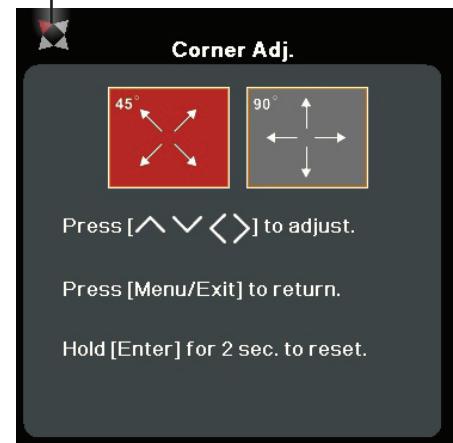 Corner Adj.
45° 90°
Press [︿﹀〈〉] to adjust.
Press [Menu/Exit] to return.
Hold [Enter] for 2 sec. to reset.